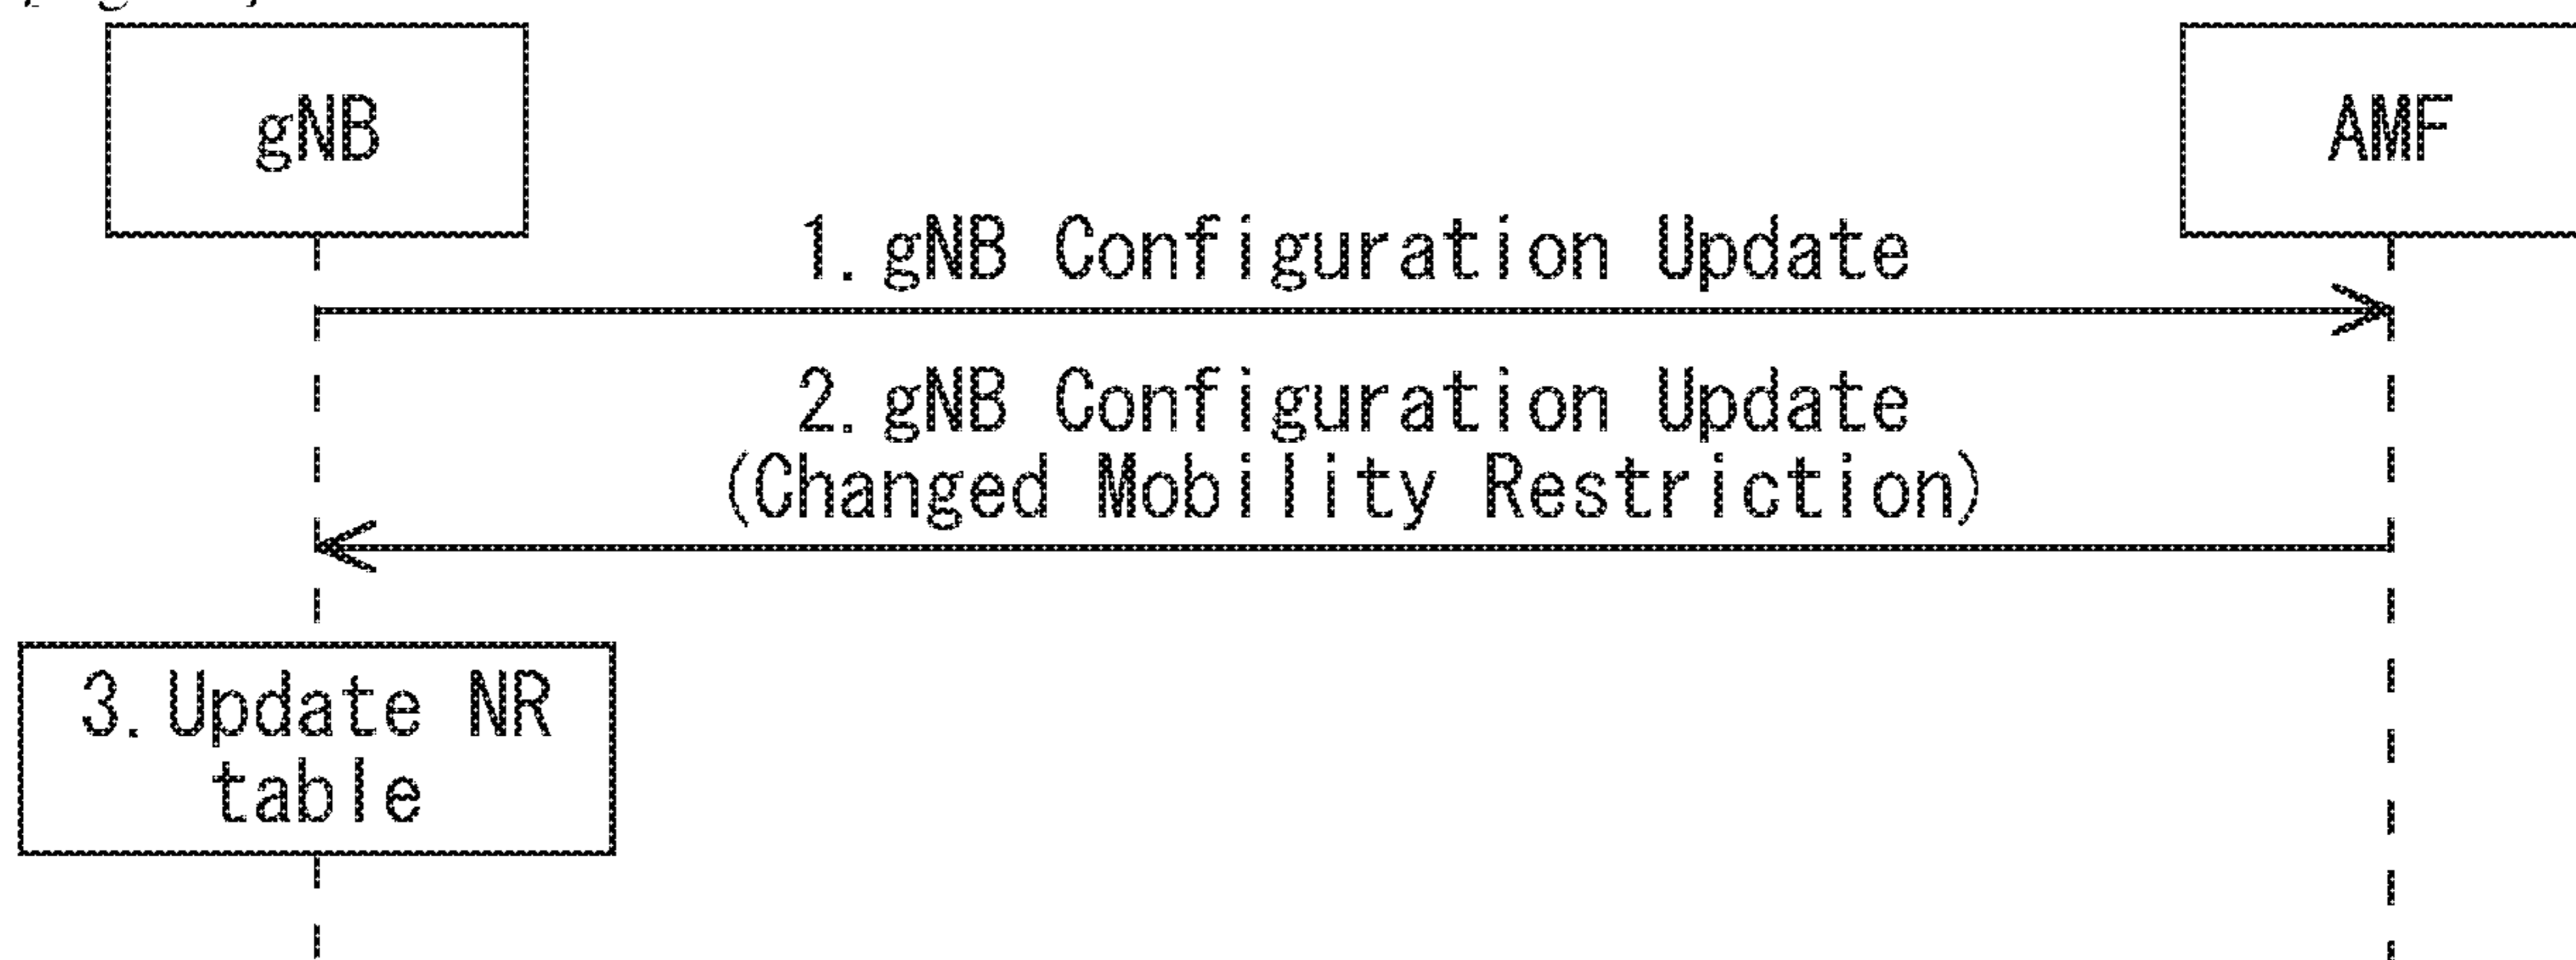 gNB
AMF
1. gNB Configuration Update
2. gNB Configuration Update
(Changed Mobility Restriction)
3. Update NR
table